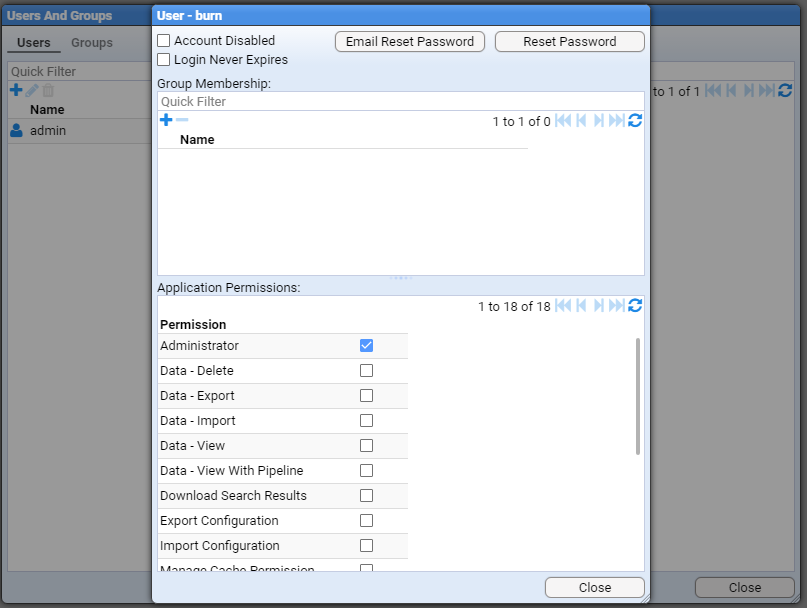 Users And Groups
Users Groups
Quick Filter
Name
admin
to 1 of 1
User - burn
Account Disabled
Email Reset Password
Reset Password
Login Never Expires
Group Membership:
Quick Filter
1 to 1 of 0
Name
Application Permissions:
1 to 18 of 18
Permission
Administrator
Data - Delete
Data - Export
Data - Import
Data - View
Data - View With Pipeline
Download Search Results
Export Configuration
Import Configuration
Manage Cache Permission
Close
Close